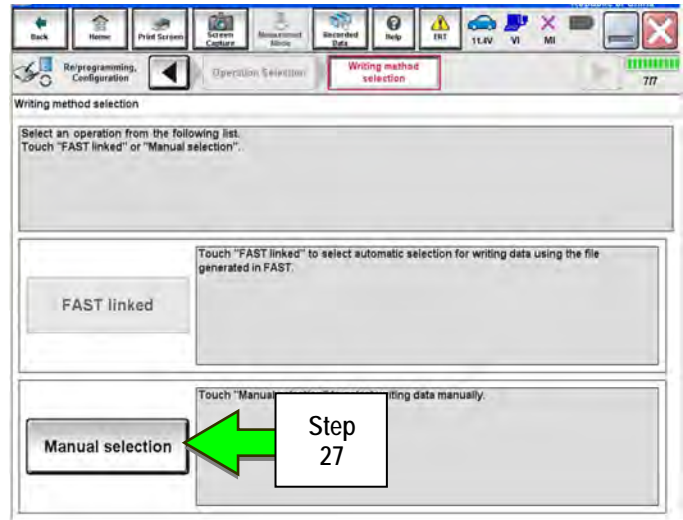 Back
Home
Print Screen
Screen Capture
Measurement Mode
Recorded Data
Help
ERT
11.4V
VI
MI
Re/programming, Configuration
Operation Selection
Writing method selection
7/7
Writing method selection
Select an operation from the following list.
Touch "FAST linked" or "Manual selection".
FAST linked
Touch "FAST linked" to select automatic selection for writing data using the file
generated in FAST.
Manual selection
Touch "Manual
iting data manually.
Step
27